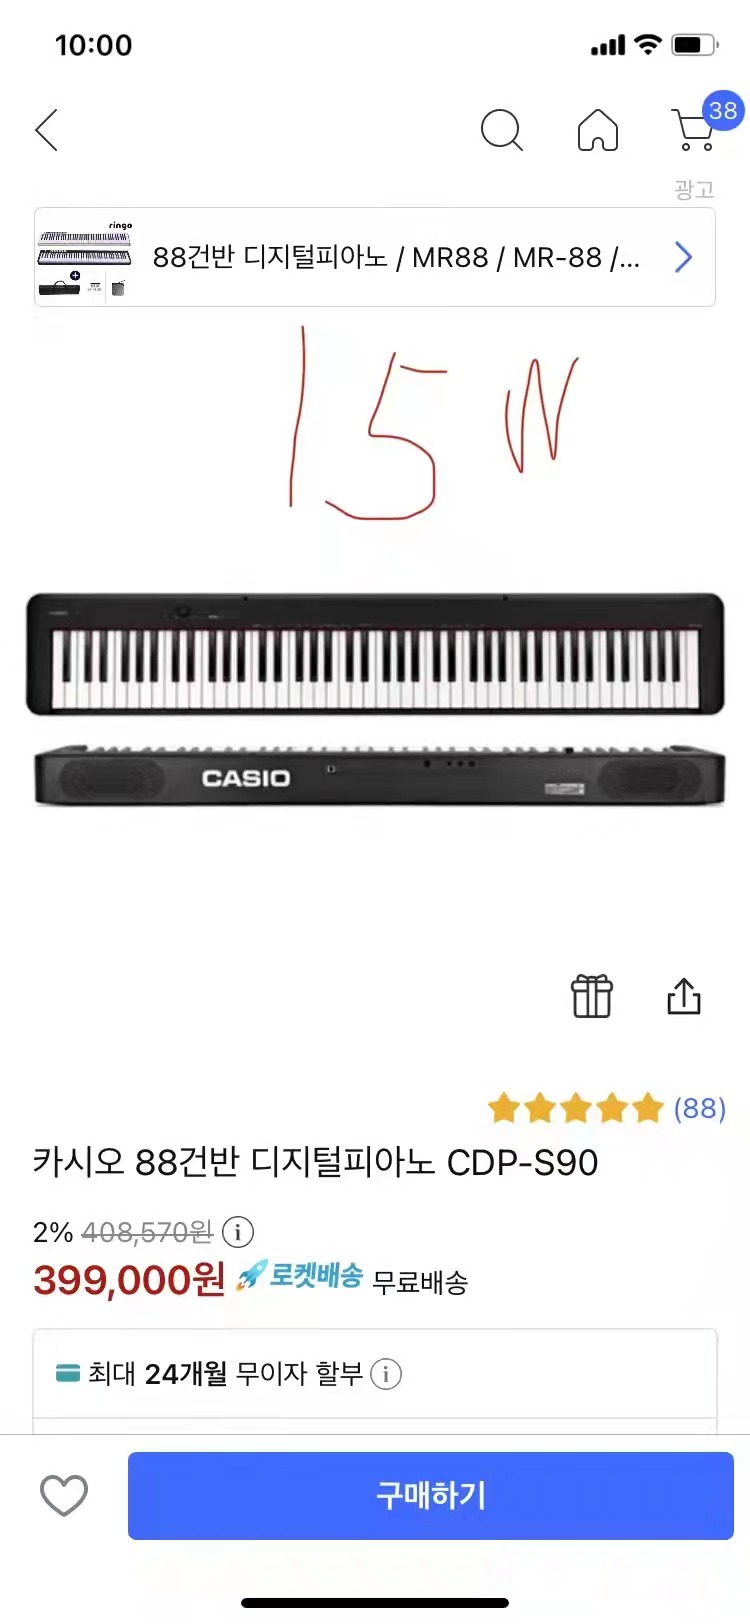 10:00
38
광고
ringo
88건반 디지털피아노 / MR88 / MR-88 /...
15 W
CASIO
(88)
카시오 88건반 디지털피아노 CDP-S90
2% 408,570원
399,000원 로켓배송 무료배송
최대 24개월 무이자 할부
구매하기